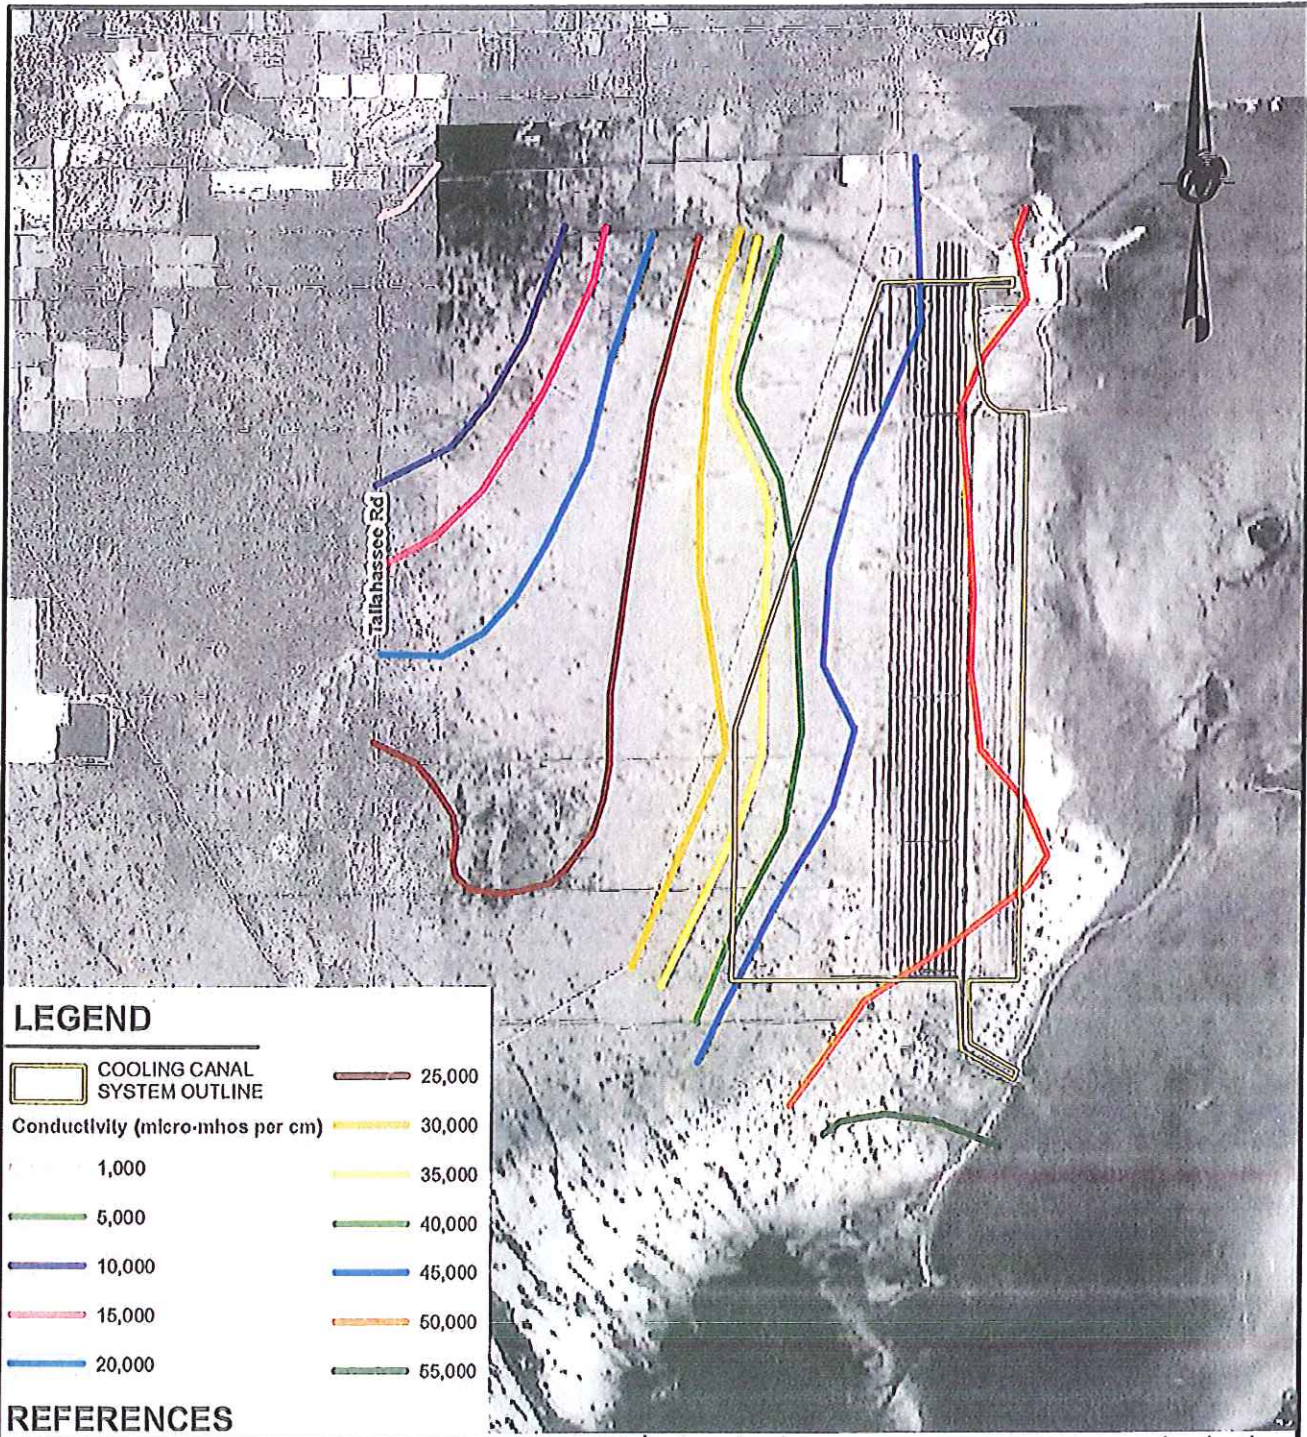 Tallahassee Rd
LEGEND
COOLING CANAL
SYSTEM OUTLINE
Conductivity (micro-mhos per cm)
1,000
5,000
10,000
15,000
20,000
25,000
30,000
35,000
40,000
45,000
50,000
55,000
REFERENCES